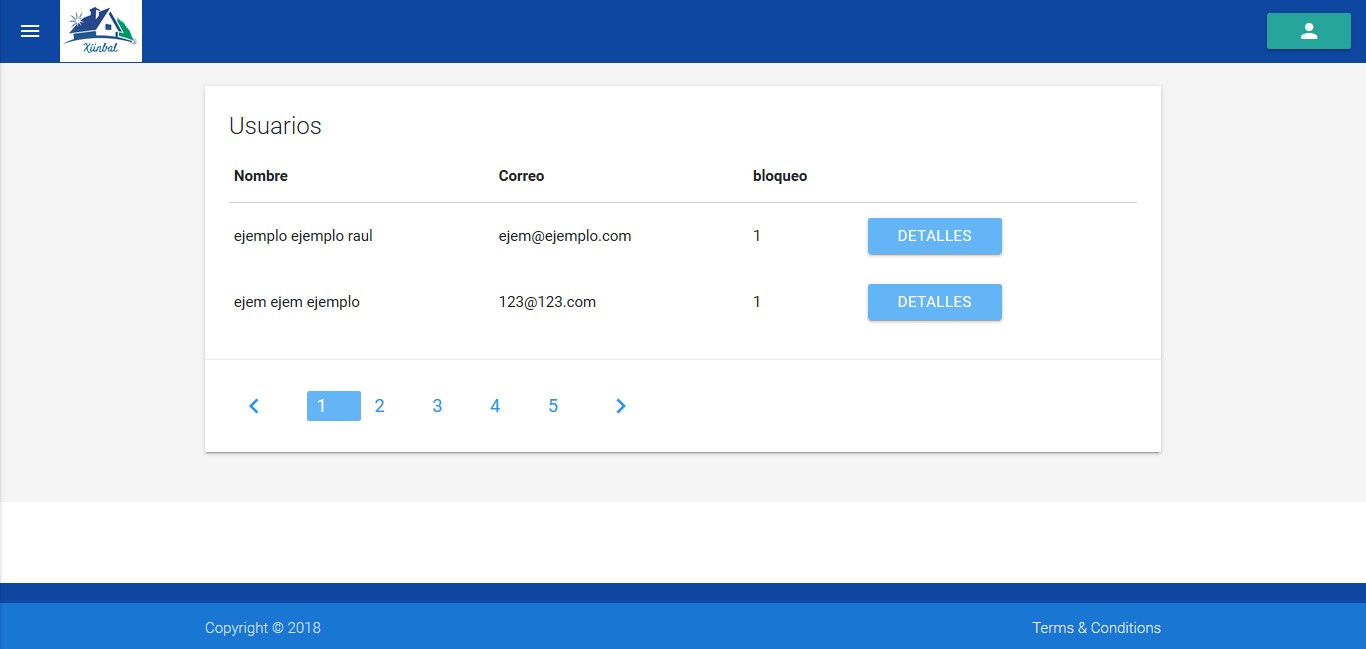 Xíinbal
Usuarios
Nombre Correo bloqueo
ejemplo ejemplo raul ejem@ejemplo.com 1 DETALLES
ejem ejem ejemplo 123@123.com 1 DETALLES
1 2 3 4 5
Copyright © 2018 Terms & Conditions